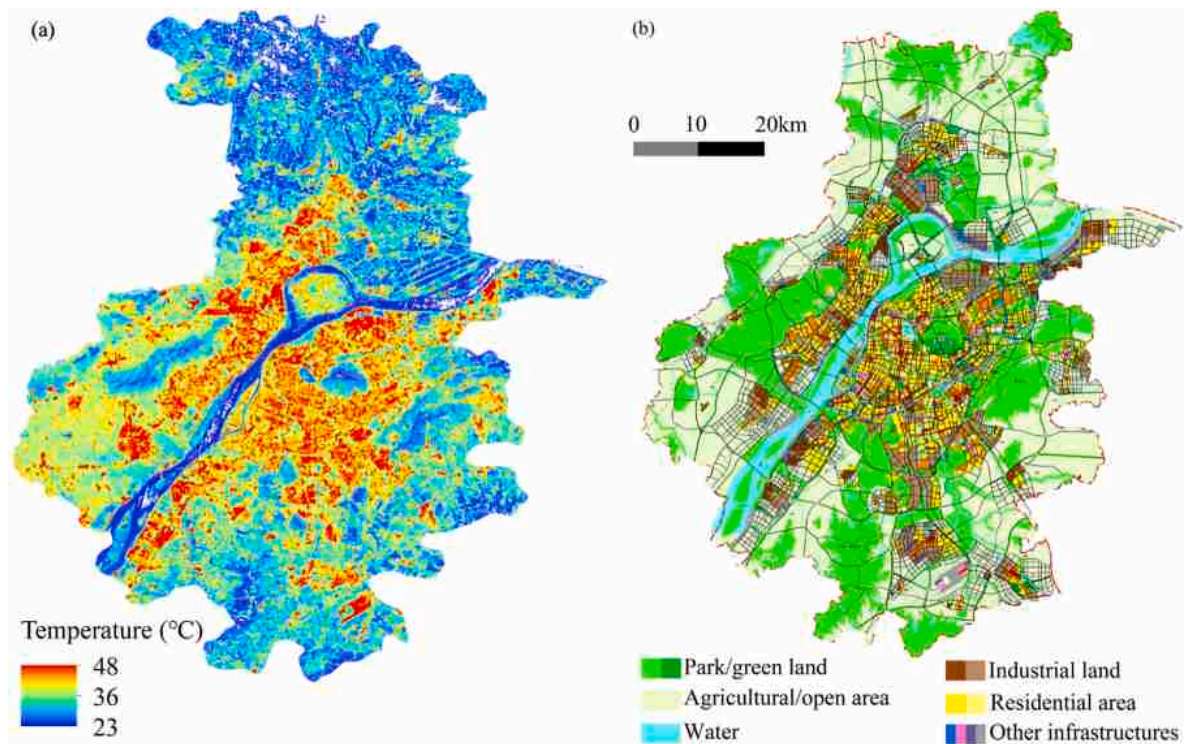 (a)
(b)
0 10 20km
Temperature (°C)
48
36
23
Park/green land
Agricultural/open area
Water
Industrial land
Residential area
Other infrastructures